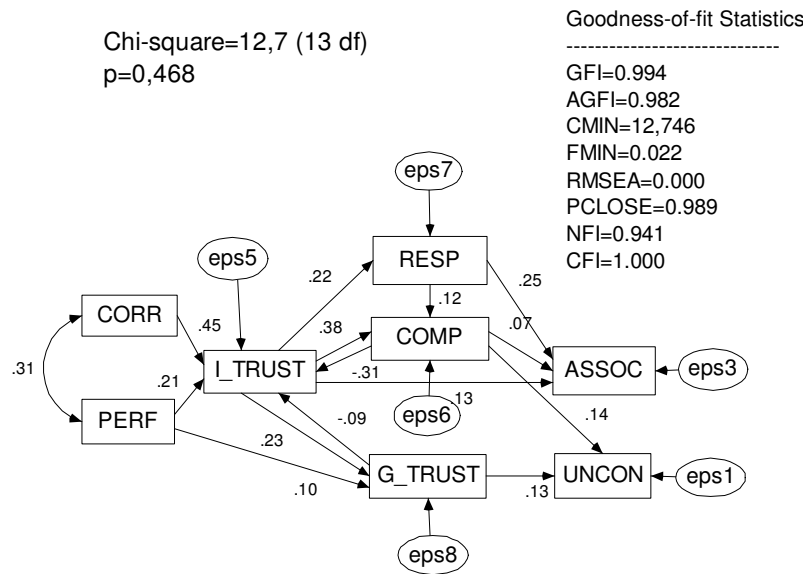 Goodness-of-fit Statistics
------------------------------
Chi-square=12,7 (13 df)
p=0,468
GFI=0.994
AGFI=0.982
CMIN=12,746
FMIN=0.022
RMSEA=0.000
PCLOSE=0.989
NFI=0.941
CFI=1.000
eps7
eps5
RESP
.22
.25
.12
CORR
.45
.38
COMP
.07
.31
I_TRUST
-.31
ASSOC
eps3
.21
.13
PERF
-.09
eps6
.14
.23
G_TRUST
UNCON
eps1
.10
.13
eps8